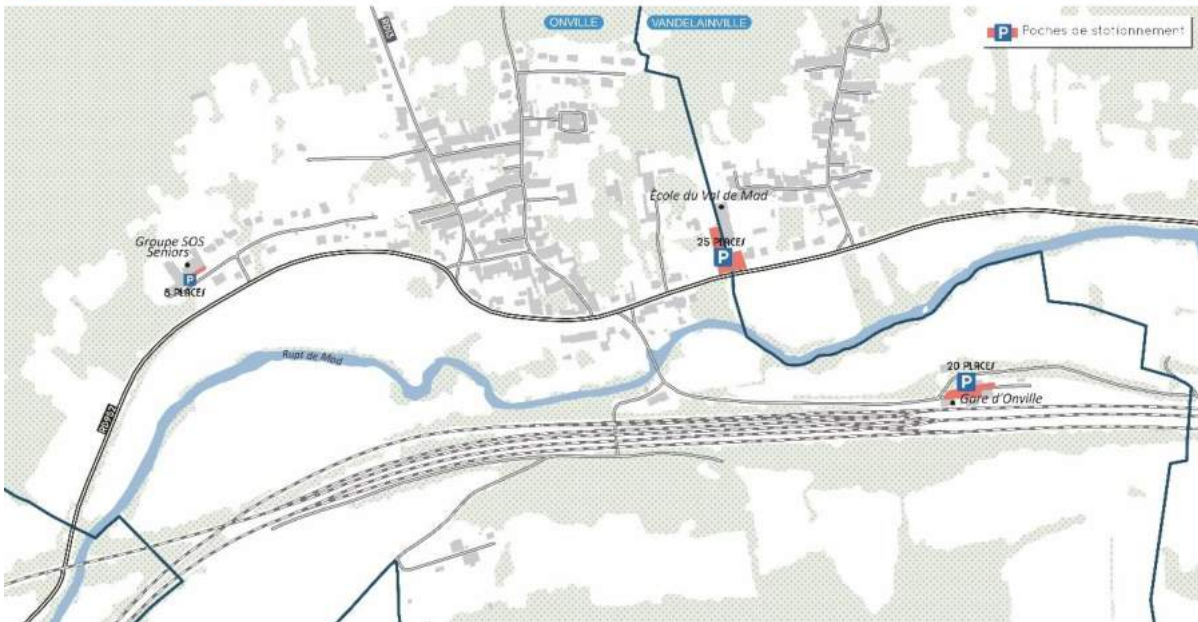 ONVILLE
VANDELAINVILLE
P Poches de stationnement
École du Val de Mad
25 PLACES
P
Groupe SOS
Seniors
P
8 PLACES
Rupt de Mad
20 PLACES
P
Gare d'Onville